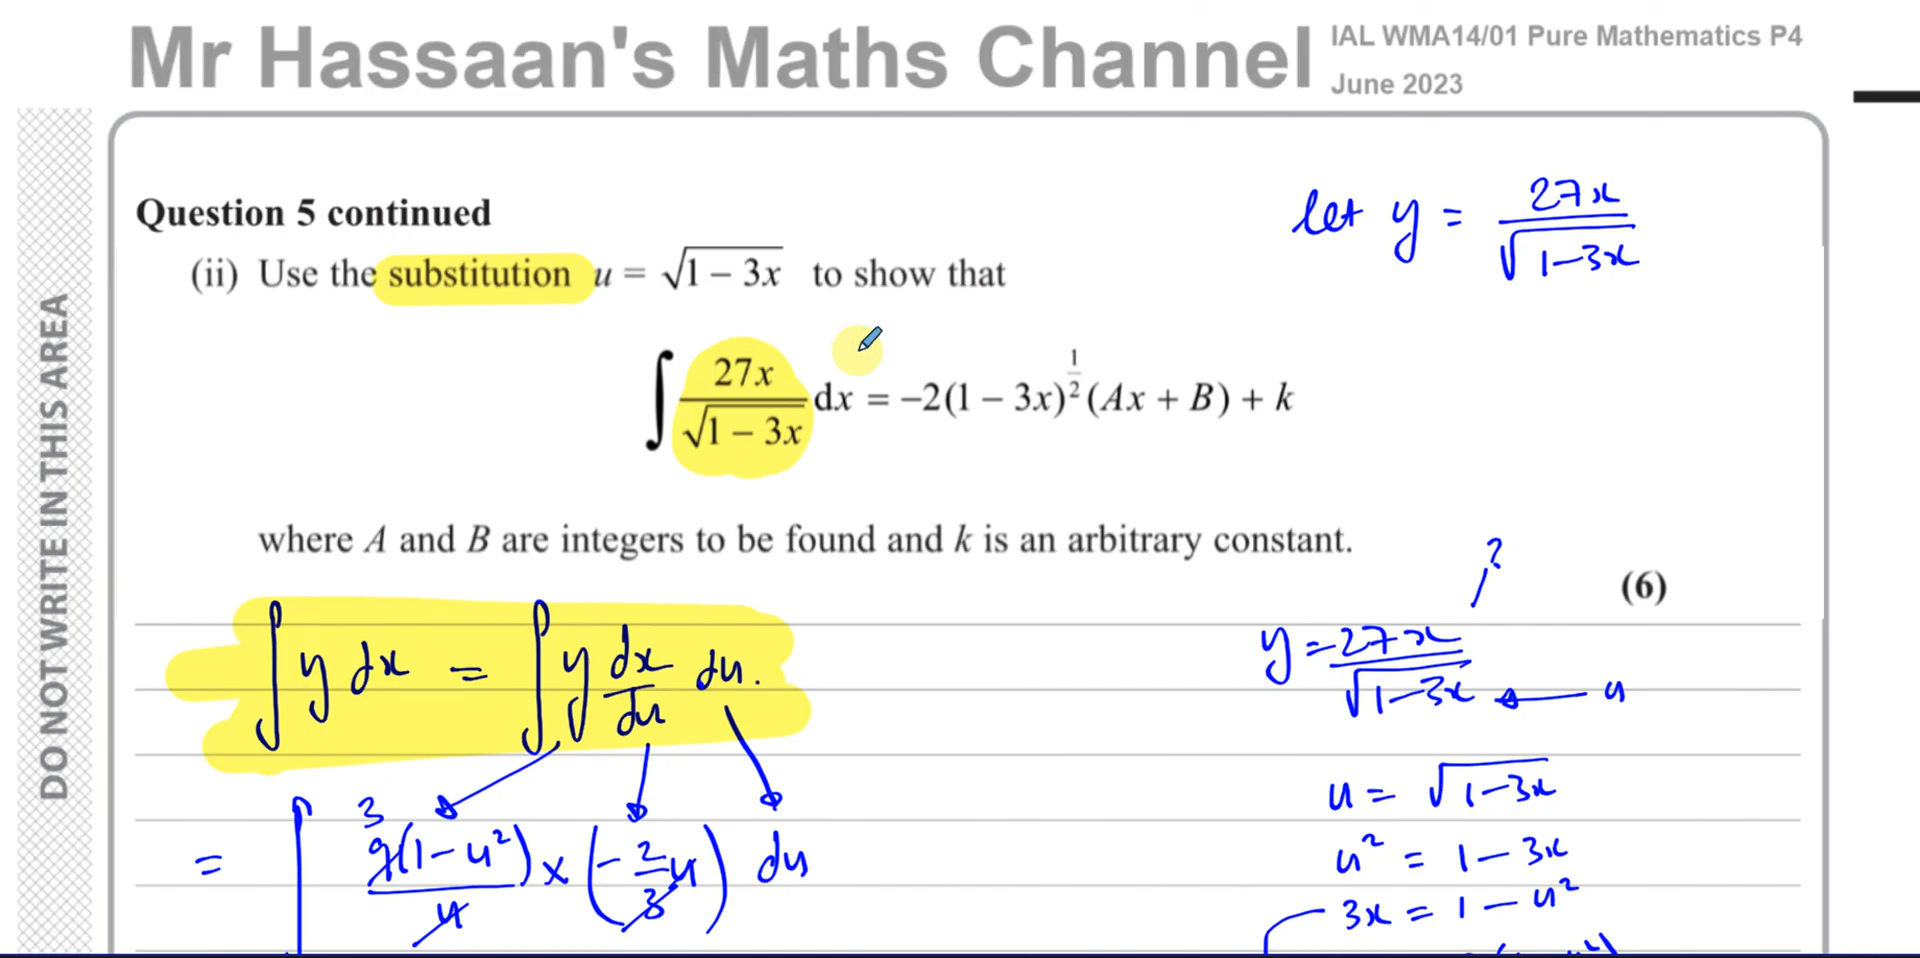 Mr Hassaan's Maths Channel
IAL WMA14/01 Pure Mathematics P4
June 2023
DO NOT WRITE IN THIS AREA
Question 5 continued
let y = 27x / √(1-3x)
(ii) Use the substitution u = √(1 – 3x) to show that
∫ 27x / √(1 – 3x) dx = –2(1 – 3x)^(1/2) (Ax + B) + k
where A and B are integers to be found and k is an arbitrary constant.
(6)
∫ y dx = ∫ y dx/du du.
= ∫ 3 9(1-u²) / u × (- 2/3 u) du
?
y = 27x / √(1-3x) ← u
u = √(1-3x)
u² = 1 - 3x
3x = 1 - u²